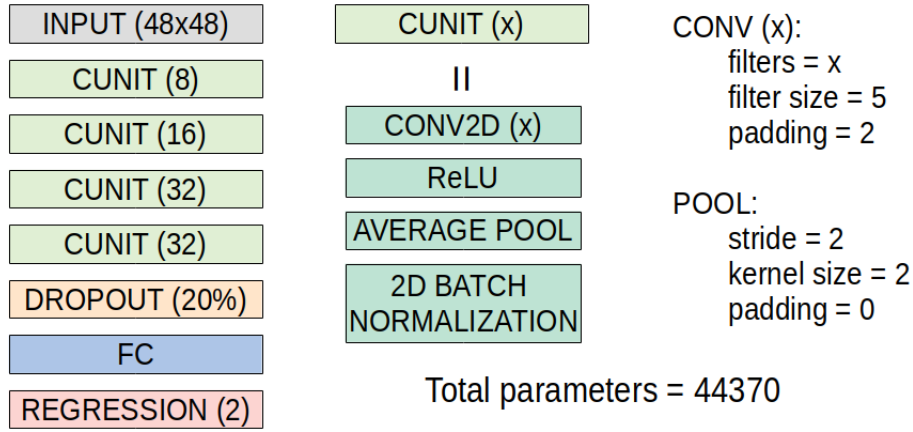 INPUT (48x48)
CUNIT (8)
CUNIT (16)
CUNIT (32)
CUNIT (32)
DROPOUT (20%)
FC
REGRESSION (2)
CUNIT (x)
=
CONV2D (x)
ReLU
AVERAGE POOL
2D BATCH
NORMALIZATION
CONV (x):
filters = x
filter size = 5
padding = 2
POOL:
stride = 2
kernel size = 2
padding = 0
Total parameters = 44370